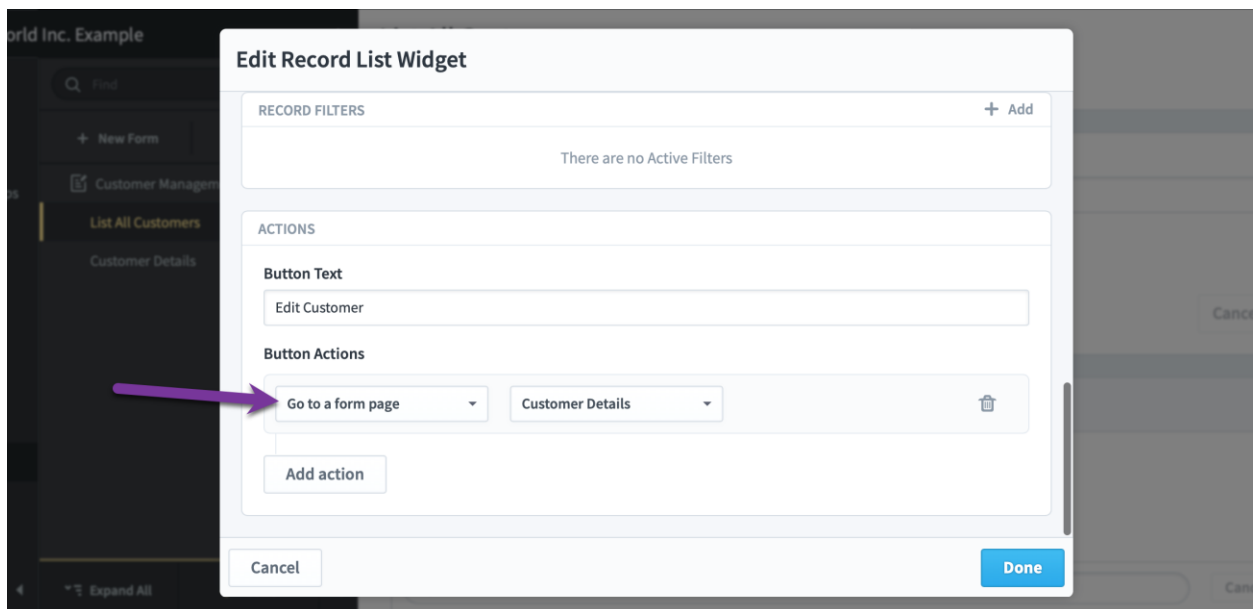 orld Inc. Example
Edit Record List Widget
Find
RECORD FILTERS
+ Add
+ New Form
There are no Active Filters
Customer Managem
List All Customers
ACTIONS
Customer Details
Button Text
Edit Customer
Button Actions
Go to a form page
Customer Details
Add action
Cancel
Done
Expand All